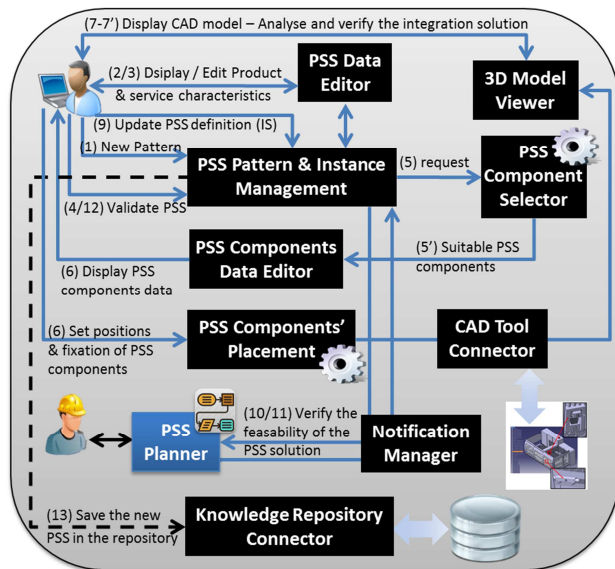 (7-7’) Display CAD model – Analyse and verify the integration solution
PSS Data
Editor
3D Model
Viewer
(2/3) Dsiplay / Edit Product
& service characteristics
(9) Update PSS definition (IS)
(1) New Pattern
PSS Pattern & Instance
Management
(5) request
PSS
Component
Selector
(4/12) Validate PSS
PSS Components
Data Editor
(5’) Suitable PSS
components
(6) Display PSS
components data
(6) Set positions
& fixation of PSS
components
PSS Components’
Placement
CAD Tool
Connector
(10/11) Verify the
feasability of the
PSS solution
PSS
Planner
Notification
Manager
(13) Save the new
PSS in the repository
Knowledge Repository
Connector